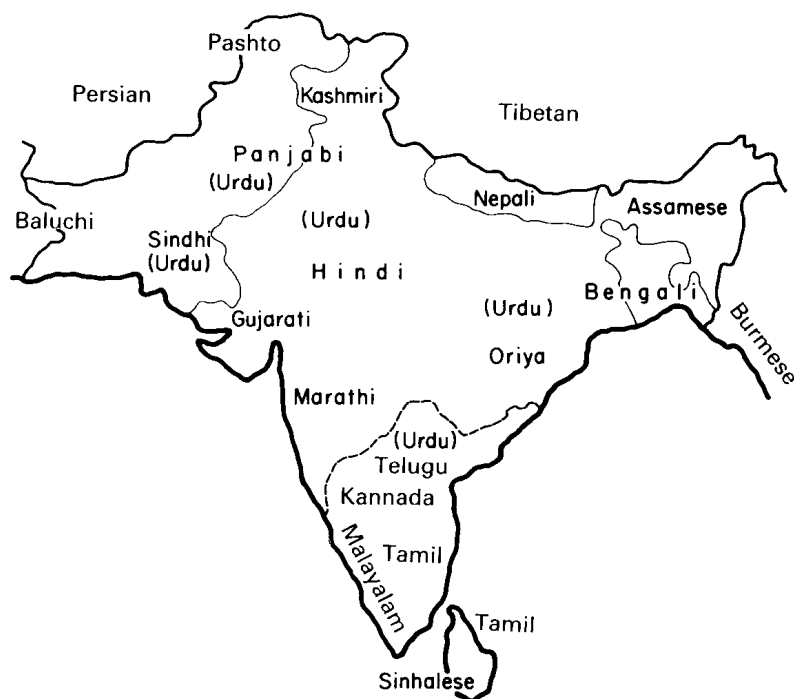 Pashto
Persian
Kashmiri
Tibetan
Panjabi
(Urdu)
Nepali
Assamese
Baluchi
Sindhi
(Urdu)
(Urdu)
Hindi
Bengali
Gujarati
(Urdu)
Burmese
Oriya
Marathi
(Urdu)
Telugu
Kannada
Malayalam
Tamil
Tamil
Sinhalese